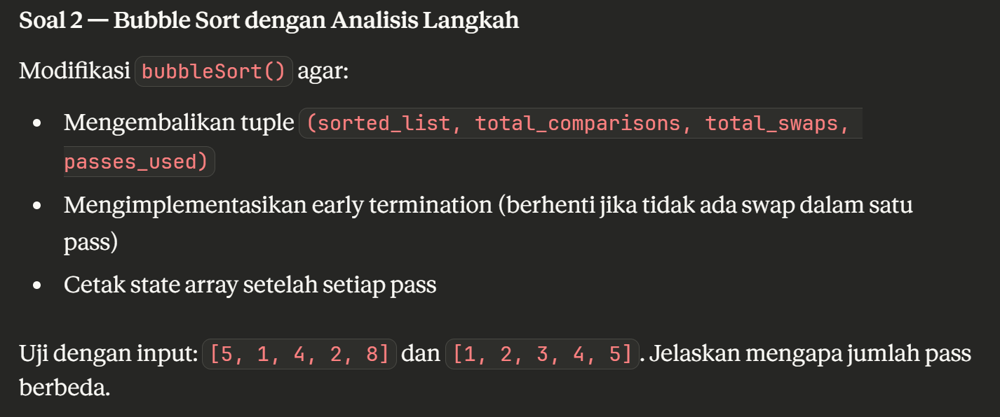 Soal 2 — Bubble Sort dengan Analisis Langkah
Modifikasi bubbleSort() agar:
• Mengembalikan tuple (sorted_list, total_comparisons, total_swaps,
passes_used)
• Mengimplementasikan early termination (berhenti jika tidak ada swap dalam satu
pass)
• Cetak state array setelah setiap pass
Uji dengan input: [5, 1, 4, 2, 8] dan [1, 2, 3, 4, 5]. Jelaskan mengapa jumlah pass
berbeda.